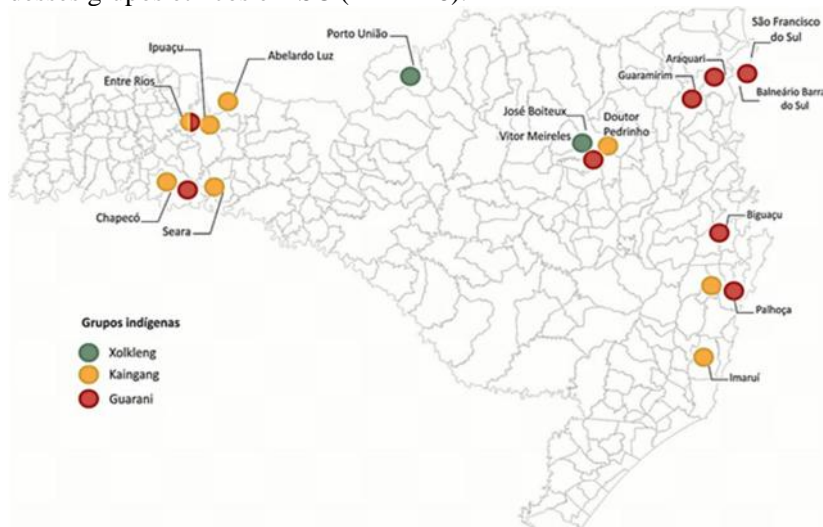 São Francisco
do Sul
Porto União
Ipuaçu
Abelardo Luz
Araquari
Guaramirim
Entre Rios
Balneário Barra
do Sul
José Boiteux
Doutor
Pedrinho
Vitor Meireles
Chapecó
Seara
Biguaçu
Palhoça
Imaruí
Grupos indígenas
Xolkleng
Kaingang
Guarani